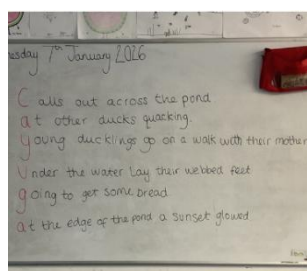 esday 7th January 2026
Calls out across the pond
at other ducks quacking.
young ducklings go on a walk with their mother
under the water lay their webbed feet
going to get some bread
at the edge of the pond a sunset glowed